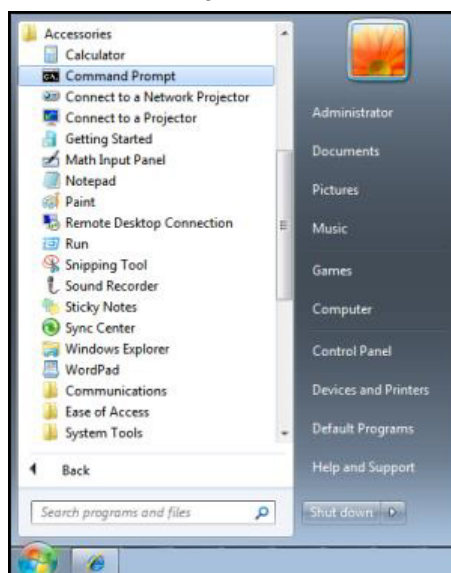 Accessories
Calculator
Command Prompt
Connect to a Network Projector
Connect to a Projector
Getting Started
Math Input Panel
Notepad
Paint
Remote Desktop Connection
Run
Snipping Tool
Sound Recorder
Sticky Notes
Sync Center
Windows Explorer
WordPad
Communications
Ease of Access
System Tools
Back
Search programs and files
Administrator
Documents
Pictures
Music
Games
Computer
Control Panel
Devices and Printers
Default Programs
Help and Support
Shut down